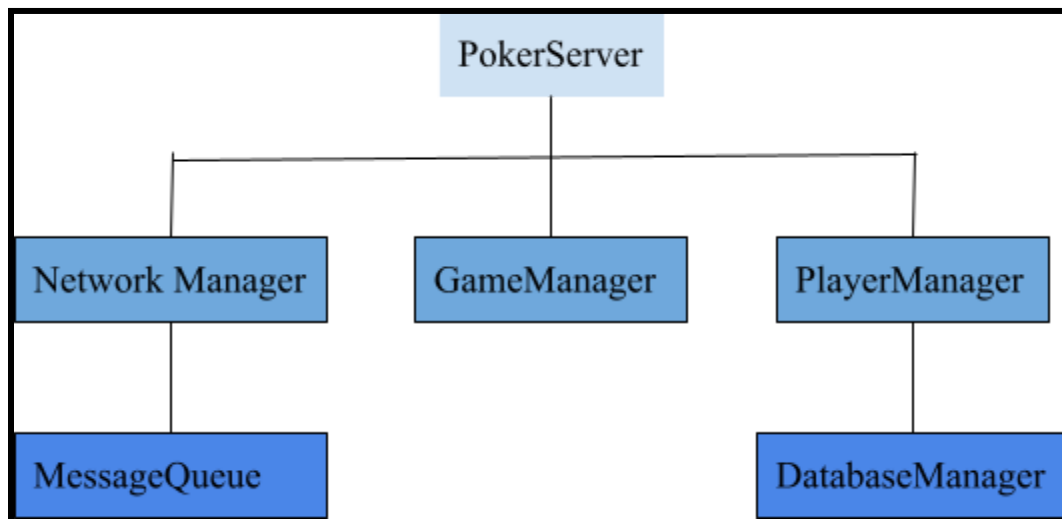 PokerServer
Network Manager
GameManager
PlayerManager
MessageQueue
DatabaseManager